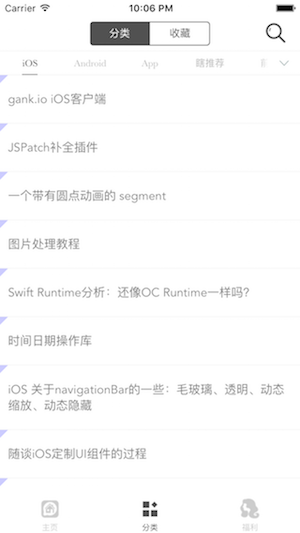 Carrier 10:06 PM
分类 收藏
iOS Android App 瞎推荐
gank.io iOS客户端
JSPatch补全插件
一个带有圆点动画的 segment
图片处理教程
Swift Runtime分析：还像OC Runtime一样吗？
时间日期操作库
iOS 关于navigationBar的一些：毛玻璃、透明、动态
缩放、动态隐藏
随谈iOS定制UI组件的过程
主页 分类 福利